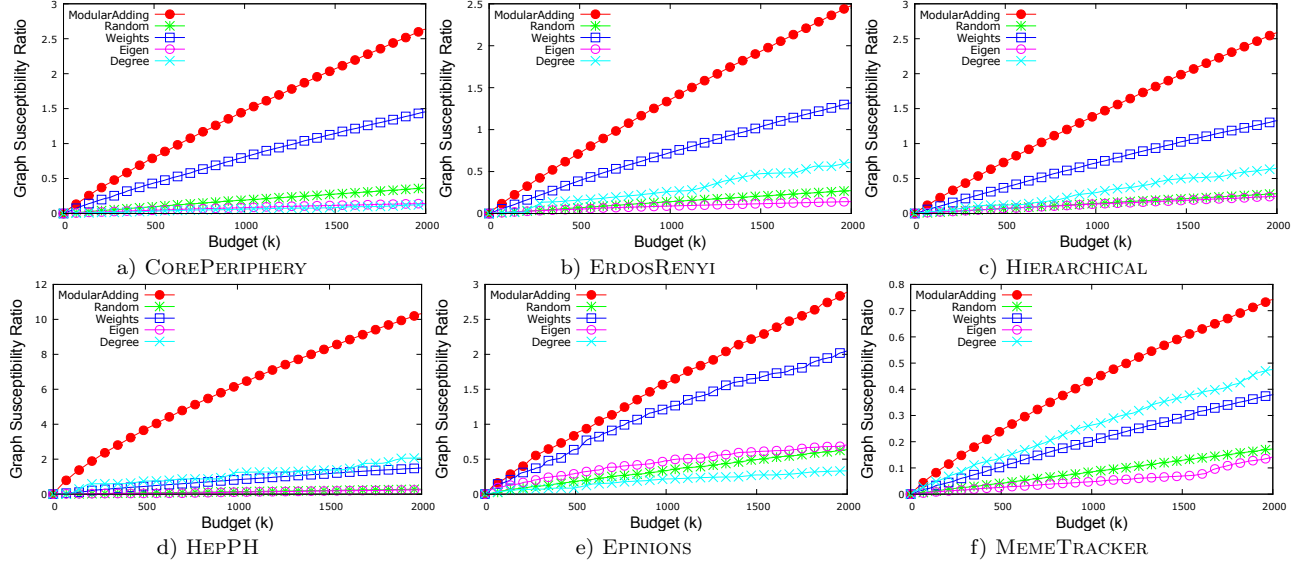 Graph Susceptibility Ratio
3
2.5
2
1.5
1
0.5
0
ModularAdding
Random
Weights
Eigen
Degree
0 500 1000 1500 2000
Budget (k)
a) COREPERIPHERY
Graph Susceptibility Ratio
2.5
2
1.5
1
0.5
0
ModularAdding
Random
Weights
Eigen
Degree
0 500 1000 1500 2000
Budget (k)
b) ERDOSRENYI
Graph Susceptibility Ratio
3
2.5
2
1.5
1
0.5
0
ModularAdding
Random
Weights
Eigen
Degree
0 500 1000 1500 2000
Budget (k)
c) HIERARCHICAL
Graph Susceptibility Ratio
12
10
8
6
4
2
0
ModularAdding
Random
Weights
Eigen
Degree
0 500 1000 1500 2000
Budget (k)
d) HEPPH
Graph Susceptibility Ratio
3
2.5
2
1.5
1
0.5
0
ModularAdding
Random
Weights
Eigen
Degree
0 500 1000 1500 2000
Budget (k)
e) EPINIONS
Graph Susceptibility Ratio
0.8
0.7
0.6
0.5
0.4
0.3
0.2
0.1
0
ModularAdding
Random
Weights
Eigen
Degree
0 500 1000 1500 2000
Budget (k)
f) MEMETRACKER